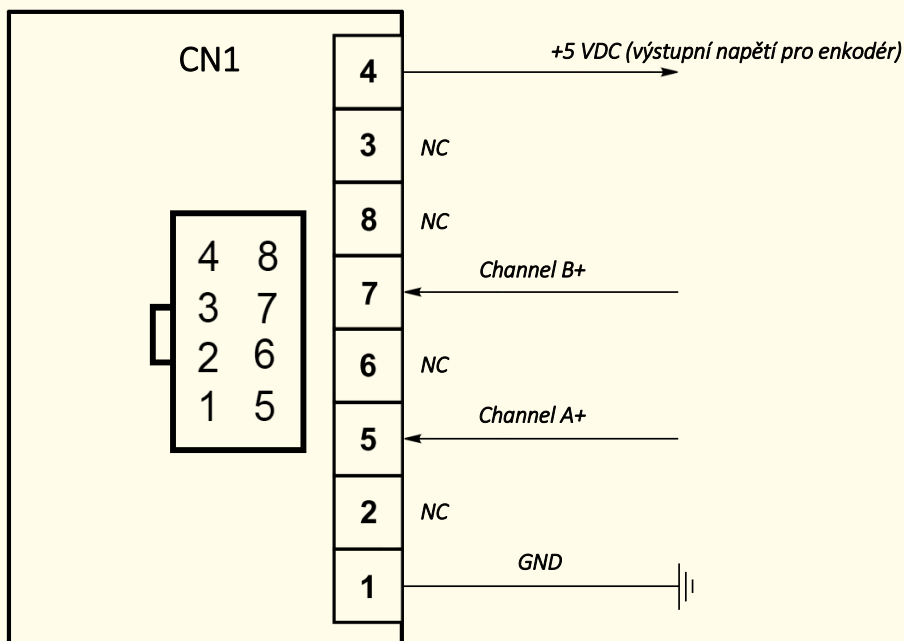 CN1
4 +5 VDC (výstupní napětí pro enkodér)
3 NC
8 NC
7 Channel B+
6 NC
5 Channel A+
2 NC
1 GND
4 8
3 7
2 6
1 5